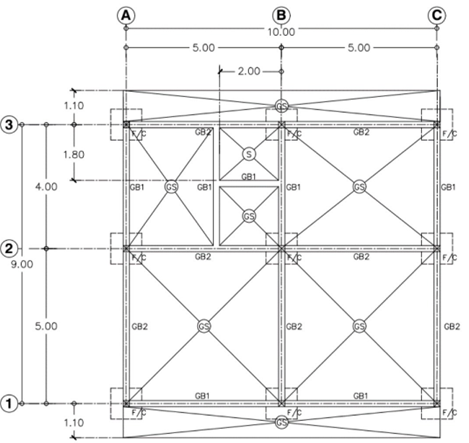 A B C
10.00
5.00 5.00
2.00
GS
1.10
3
F/C GB2 F/C GB2 F/C
S
1.80
GB1
4.00
GB1 GS GB1 GB1 GS GB1
GS
2
GB2 GB2
F/C F/C F/C
9.00
5.00
GB2 GS GB2 GS GB2
GB1 GB1
1
F/C F/C F/C
GS
1.10